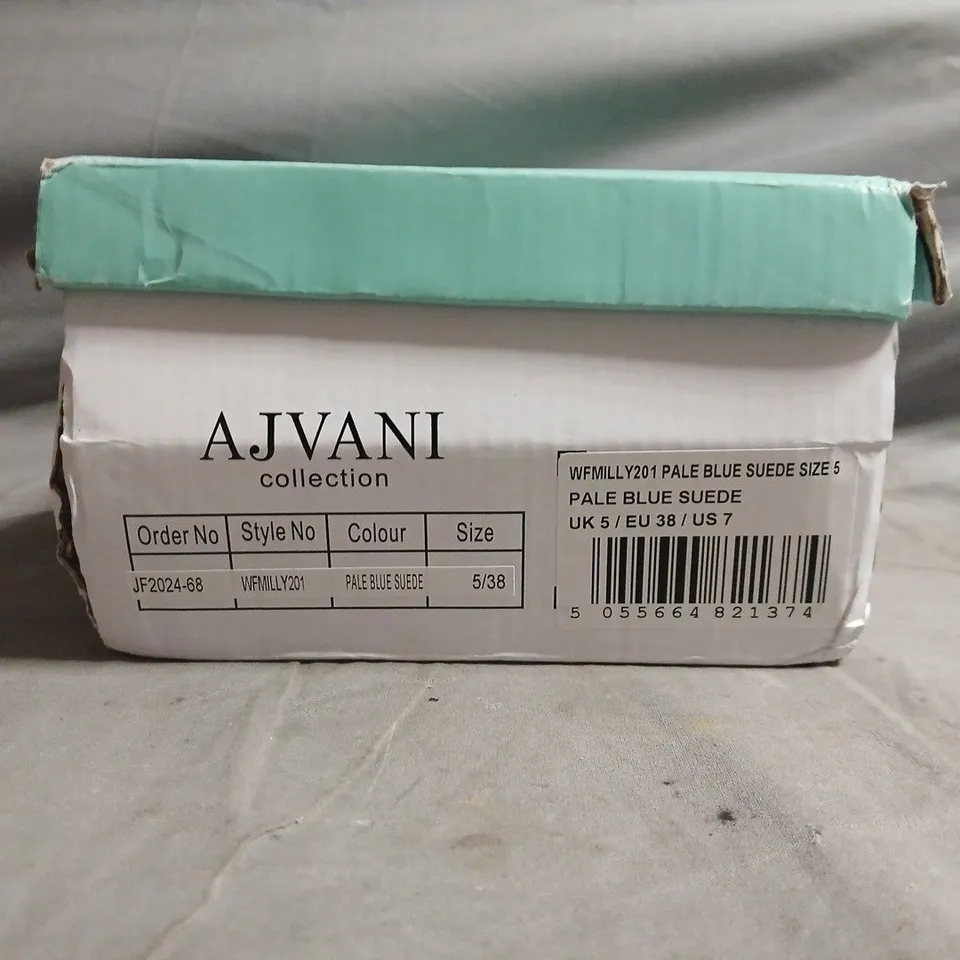 AJVANI
collection
Order No Style No Colour Size
JF2024-68 WFMILLY201 PALE BLUE SUEDE 5/38
WFMILLY201 PALE BLUE SUEDE SIZE 5
PALE BLUE SUEDE
UK 5 / EU 38 / US 7
5 055664 821374